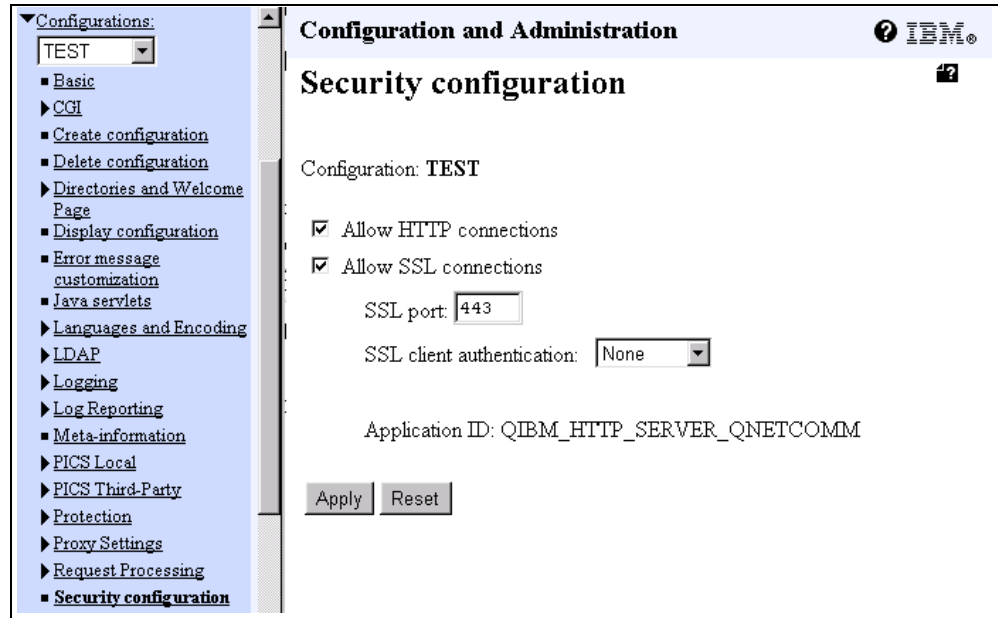 Configurations:
TEST
Basic
CGI
Create configuration
Delete configuration
Directories and Welcome
Page
Display configuration
Error message
customization
Java servlets
Languages and Encoding
LDAP
Logging
Log Reporting
Meta-information
PICS Local
PICS Third-Party
Protection
Proxy Settings
Request Processing
Security configuration
Configuration and Administration
IBM®
Security configuration
Configuration: TEST
Allow HTTP connections
Allow SSL connections
SSL port: 443
SSL client authentication: None
Application ID: QIBM_HTTP_SERVER_QNETCOMM
Apply Reset